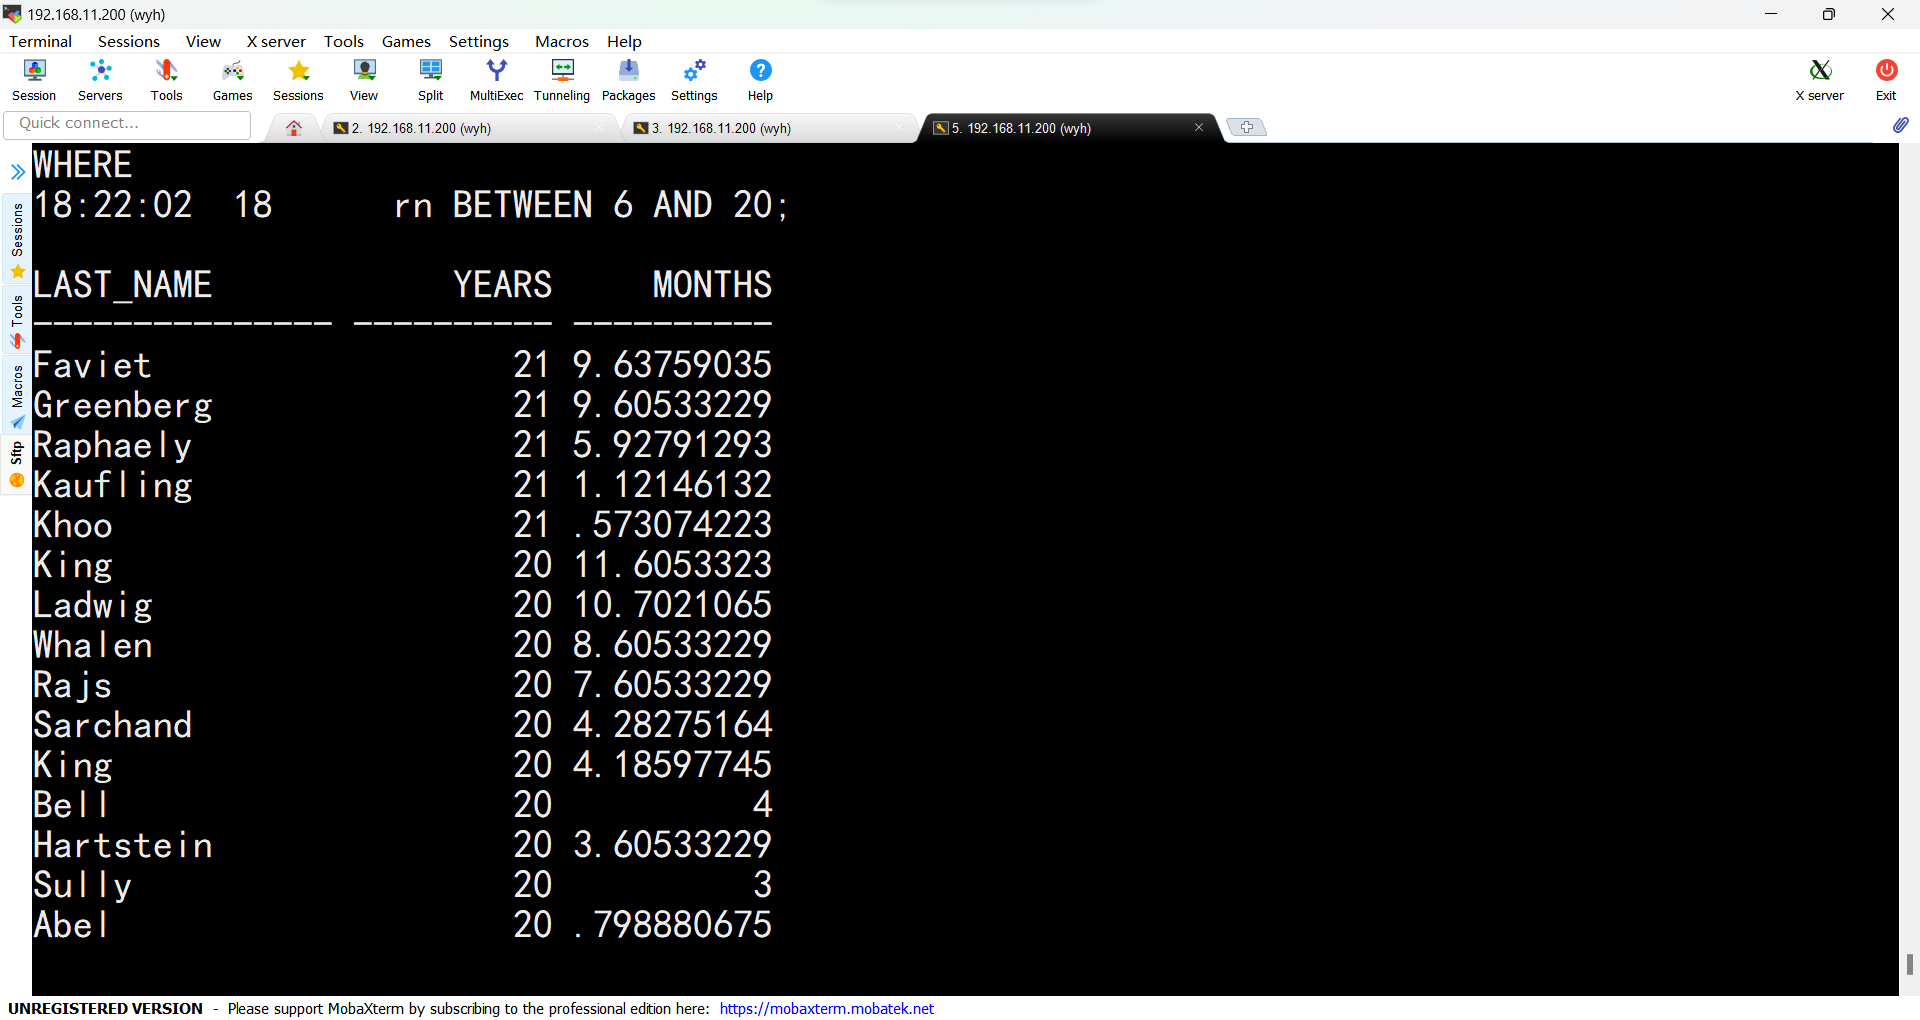 192.168.11.200 (wyh)
Terminal Sessions View X server Tools Games Settings Macros Help
Session Servers Tools Games Sessions View Split MultiExec Tunneling Packages Settings Help X server Exit
Quick connect... 2. 192.168.11.200 (wyh) 3. 192.168.11.200 (wyh) 5. 192.168.11.200 (wyh)
Sessions
Tools
Macros
Sftp
WHERE
18:22:02  18      rn BETWEEN 6 AND 20;
LAST_NAME            YEARS     MONTHS
--------------- ---------- ----------
Faviet                  21 9.63759035
Greenberg               21 9.60533229
Raphaely                21 5.92791293
Kaufling                21 1.12146132
Khoo                    21 .573074223
King                    20 11.6053323
Ladwig                  20 10.7021065
Whalen                  20 8.60533229
Rajs                    20 7.60533229
Sarchand                20 4.28275164
King                    20 4.18597745
Bell                    20          4
Hartstein               20 3.60533229
Sully                   20          3
Abel                    20 .798880675
UNREGISTERED VERSION - Please support MobaXterm by subscribing to the professional edition here: https://mobaxterm.mobatek.net